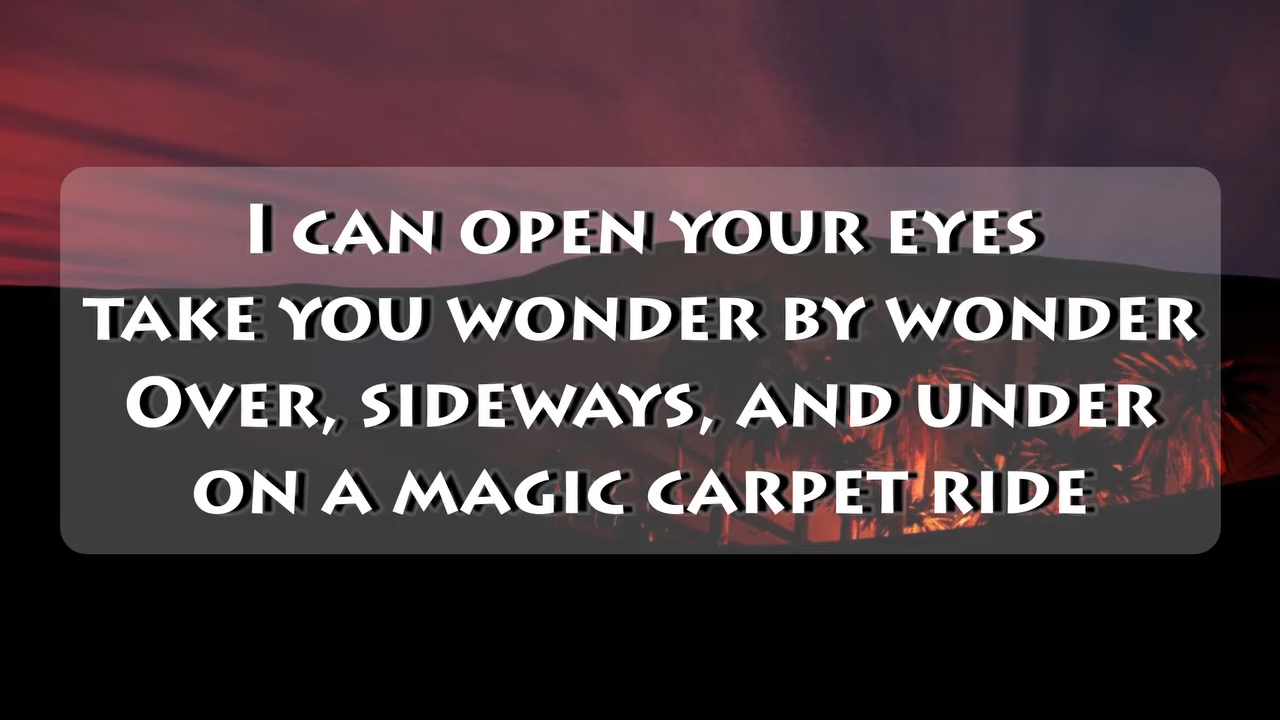 I can open your eyes
take you wonder by wonder
Over, sideways, and under
on a magic carpet ride